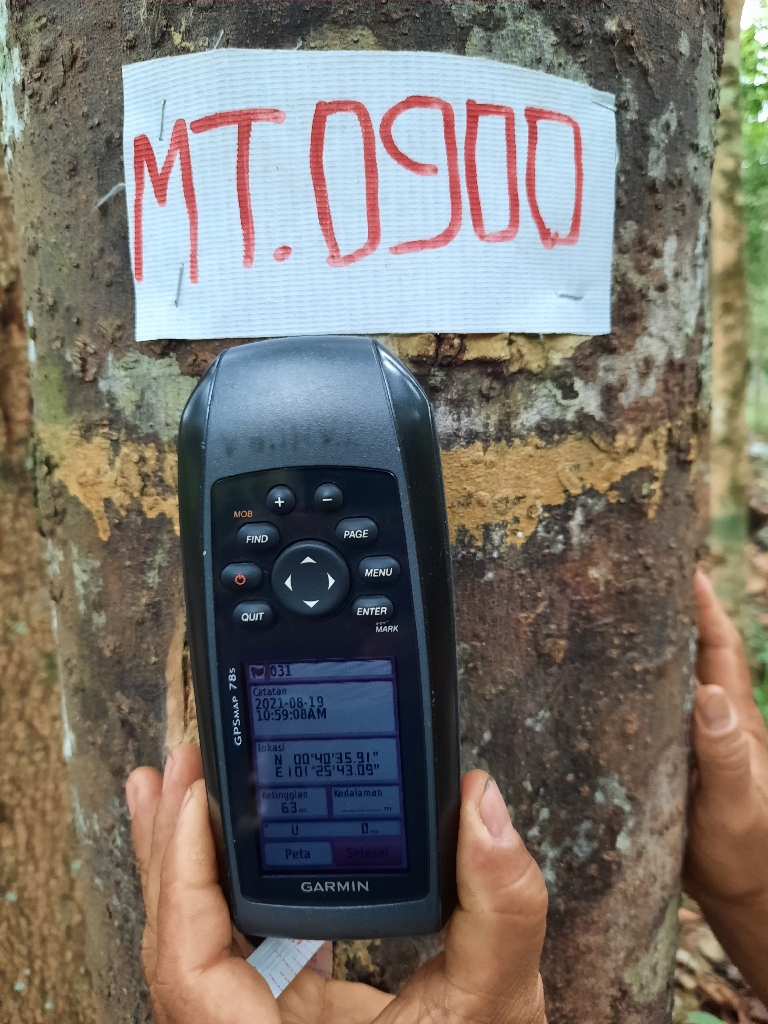 MT.0900
MOB
+ -
FIND PAGE
MENU
QUIT ENTER
MARK
GPSMAP 78s
031
Catatan
2021-08-19
10:59:08AM
Lokasi
N 00°40'35.91"
E101°25'43.09"
Ketinggian Kedalaman
63m ______m
U 0m
Peta Selesai
GARMIN